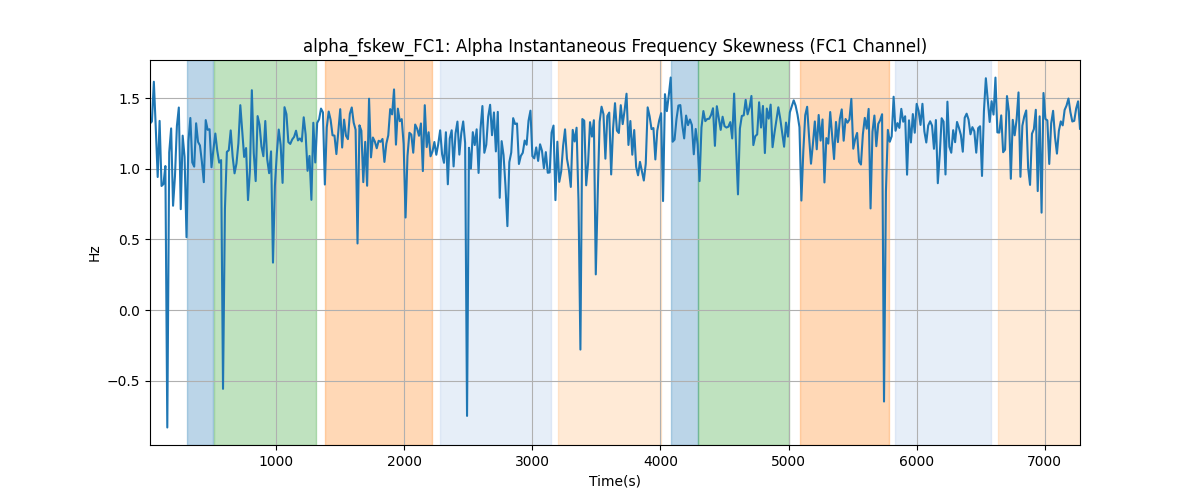 alpha_fskew_FC1: Alpha Instantaneous Frequency Skewness (FC1 Channel)
Hz
1.5
1.0
0.5
0.0
−0.5
1000 2000 3000 4000 5000 6000 7000
Time(s)